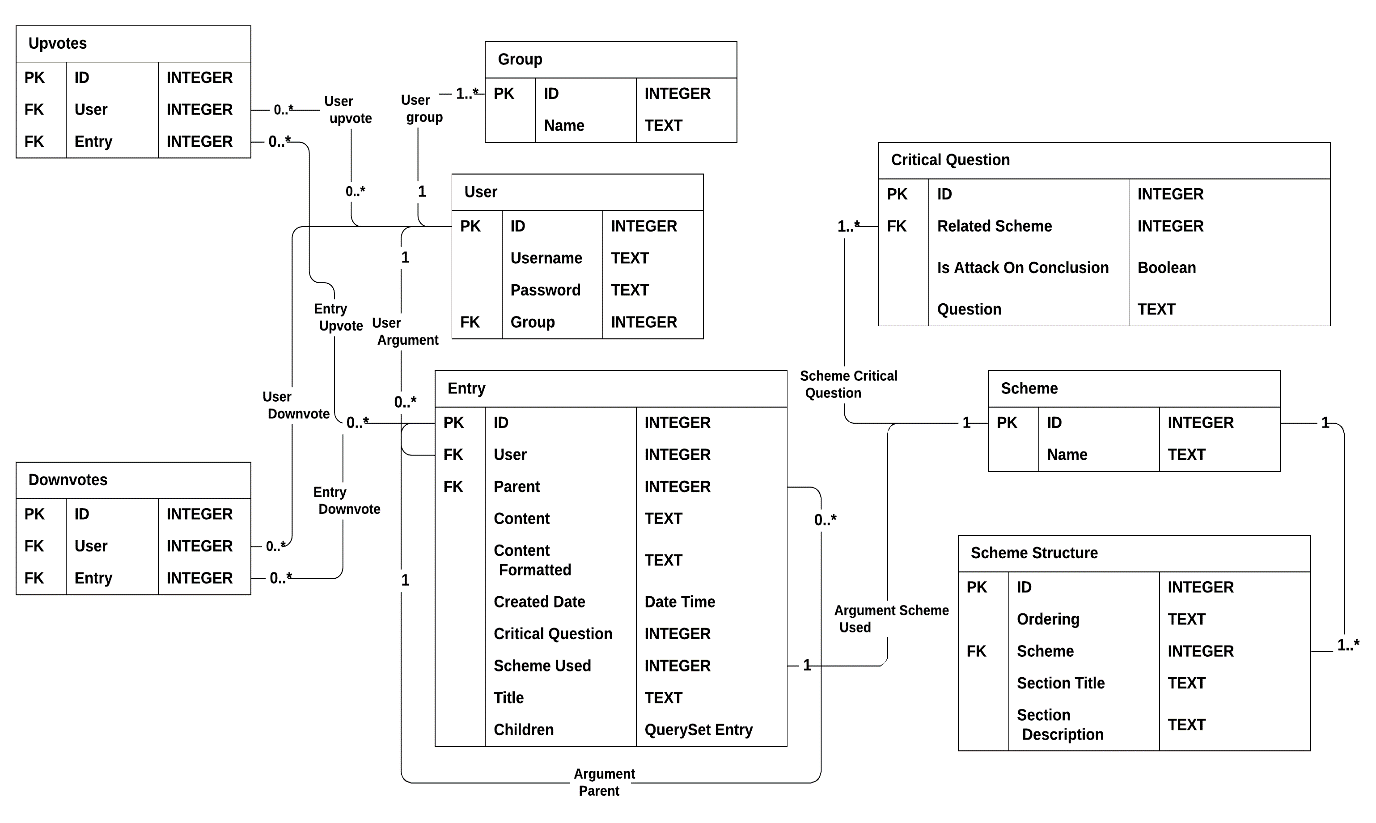 Upvotes
PK ID INTEGER
FK User INTEGER
FK Entry INTEGER
0..*
0..*
User
upvote
0..*
User
group
1..*
1
Group
PK ID INTEGER
Name TEXT
User
PK ID INTEGER
Username TEXT
Password TEXT
FK Group INTEGER
1
Entry
Upvote
User
Argument
User
Downvote
0..*
0..*
Entry
Downvote
Downvotes
PK ID INTEGER
FK User INTEGER
FK Entry INTEGER
0..*
0..*
1
Entry
PK ID INTEGER
FK User INTEGER
FK Parent INTEGER
Content TEXT
Content
Formatted TEXT
Created Date Date Time
Critical Question INTEGER
Scheme Used INTEGER
Title TEXT
Children QuerySet Entry
0..*
1
Argument
Parent
Critical Question
PK ID INTEGER
FK Related Scheme INTEGER
Is Attack On Conclusion Boolean
Question TEXT
1..*
Scheme Critical
Question
Scheme
PK ID INTEGER
Name TEXT
1
1
Argument Scheme
Used
Scheme Structure
PK ID INTEGER
Ordering TEXT
FK Scheme INTEGER
Section Title TEXT
Section
Description TEXT
1..*